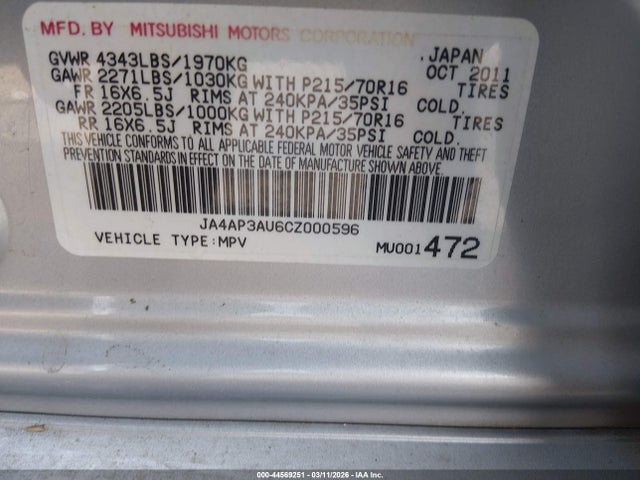 MFD. BY MITSUBISHI MOTORS CORPORATION
GVWR 4343LBS/1970KG .JAPAN
GAWR 2271LBS/1030KG WITH P215/70R16 OCT 2011
FR 16X6.5J RIMS AT 240KPA/35PSI COLD. TIRES
GAWR 2205LBS/1000KG WITH P215/70R16 TIRES
RR 16X6.5J RIMS AT 240KPA/35PSI COLD.
THIS VEHICLE CONFORMS TO ALL APPLICABLE FEDERAL MOTOR VEHICLE SAFETY AND THEFT
PREVENTION STANDARDS IN EFFECT ON THE DATE OF MANUFACTURE SHOWN ABOVE.
JA4AP3AU6CZ000596
VEHICLE TYPE:MPV MU001472
000-44569251 | 03/11/2026 | IAA Inc.